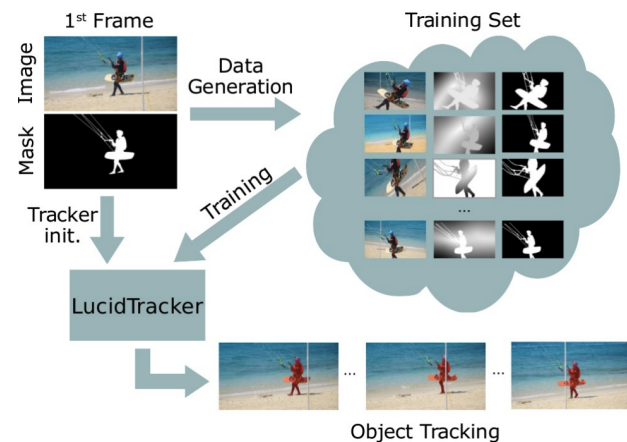 1st Frame
Training Set
Image
Data
Generation
Mask
...
Tracker
init.
Training
LucidTracker
...
...
Object Tracking